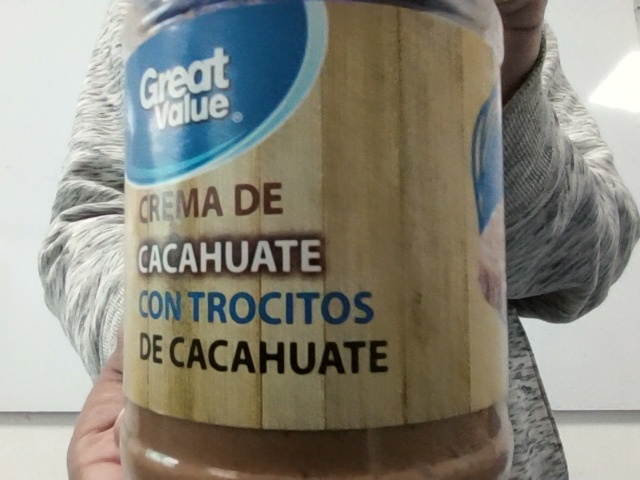 Great
Value®
CREMA DE
CACAHUATE
CON TROCITOS
DE CACAHUATE